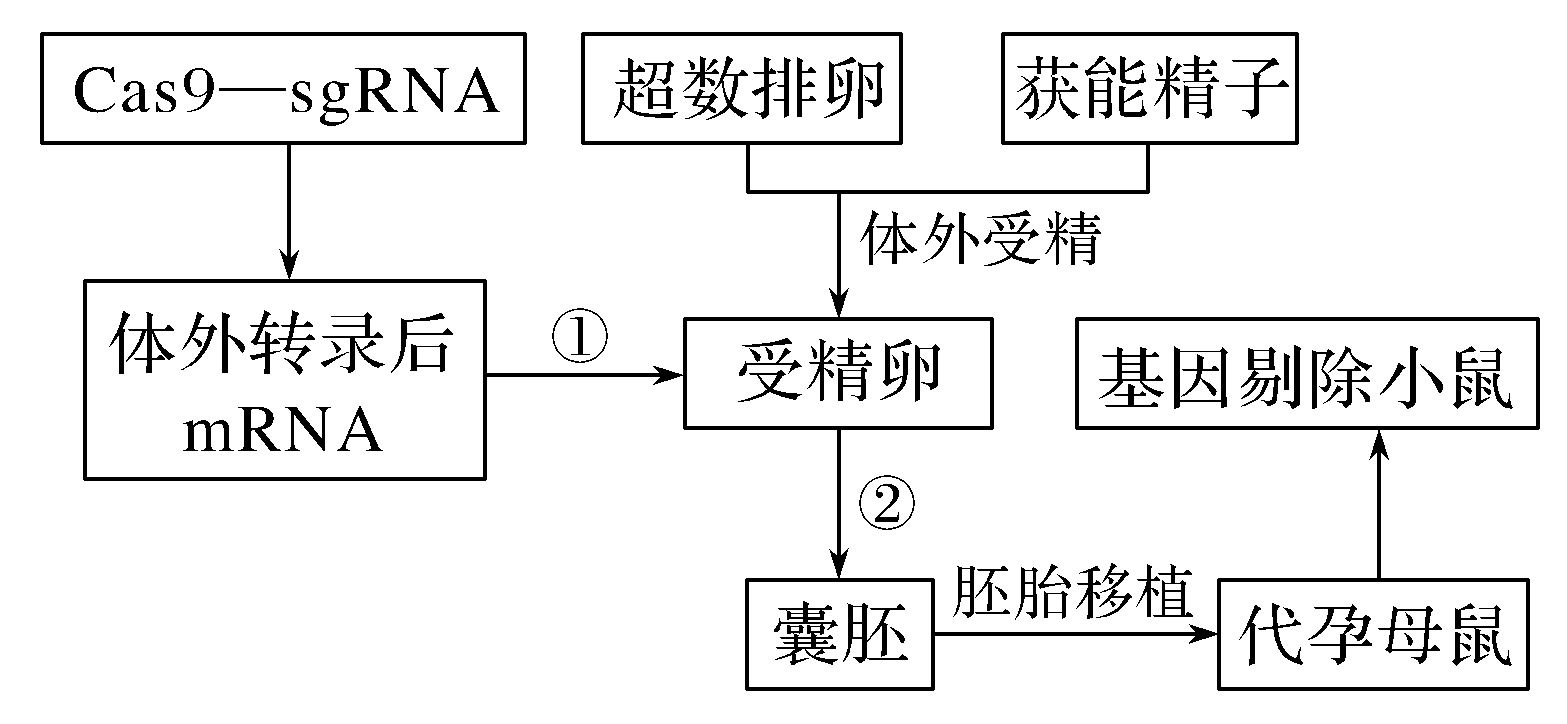 Cas9—sgRNA
超数排卵
获能精子
体外受精
体外转录后
mRNA
①
受精卵
基因剔除小鼠
②
囊胚
胚胎移植
代孕母鼠